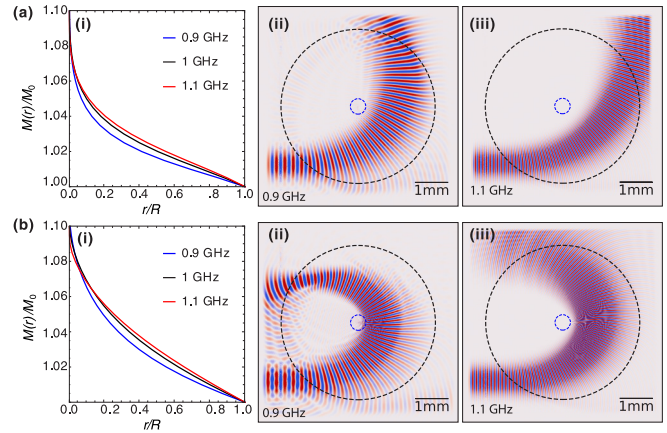 (a)
(i)
(ii)
(iii)
1.10
1.08
1.06
1.04
1.02
1.00
M(r)/M₀
0.9 GHz
1 GHz
1.1 GHz
0.0 0.2 0.4 0.6 0.8 1.0
r/R
0.9 GHz
1mm
1.1 GHz
1mm
(b)
(i)
(ii)
(iii)
1.10
1.08
1.06
1.04
1.02
M(r)/M₀
0.9 GHz
1 GHz
1.1 GHz
0.0 0.2 0.4 0.6 0.8 1.0
r/R
0.9 GHz
1mm
1.1 GHz
1mm